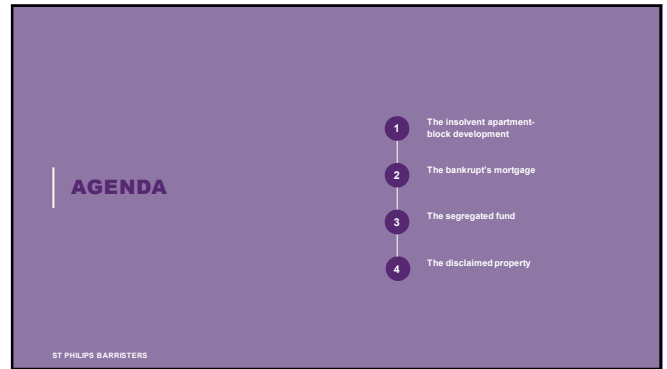 AGENDA
1
The insolvent apartment-
block development
2
The bankrupt's mortgage
3
The segregated fund
4
The disclaimed property
ST PHILIPS BARRISTERS